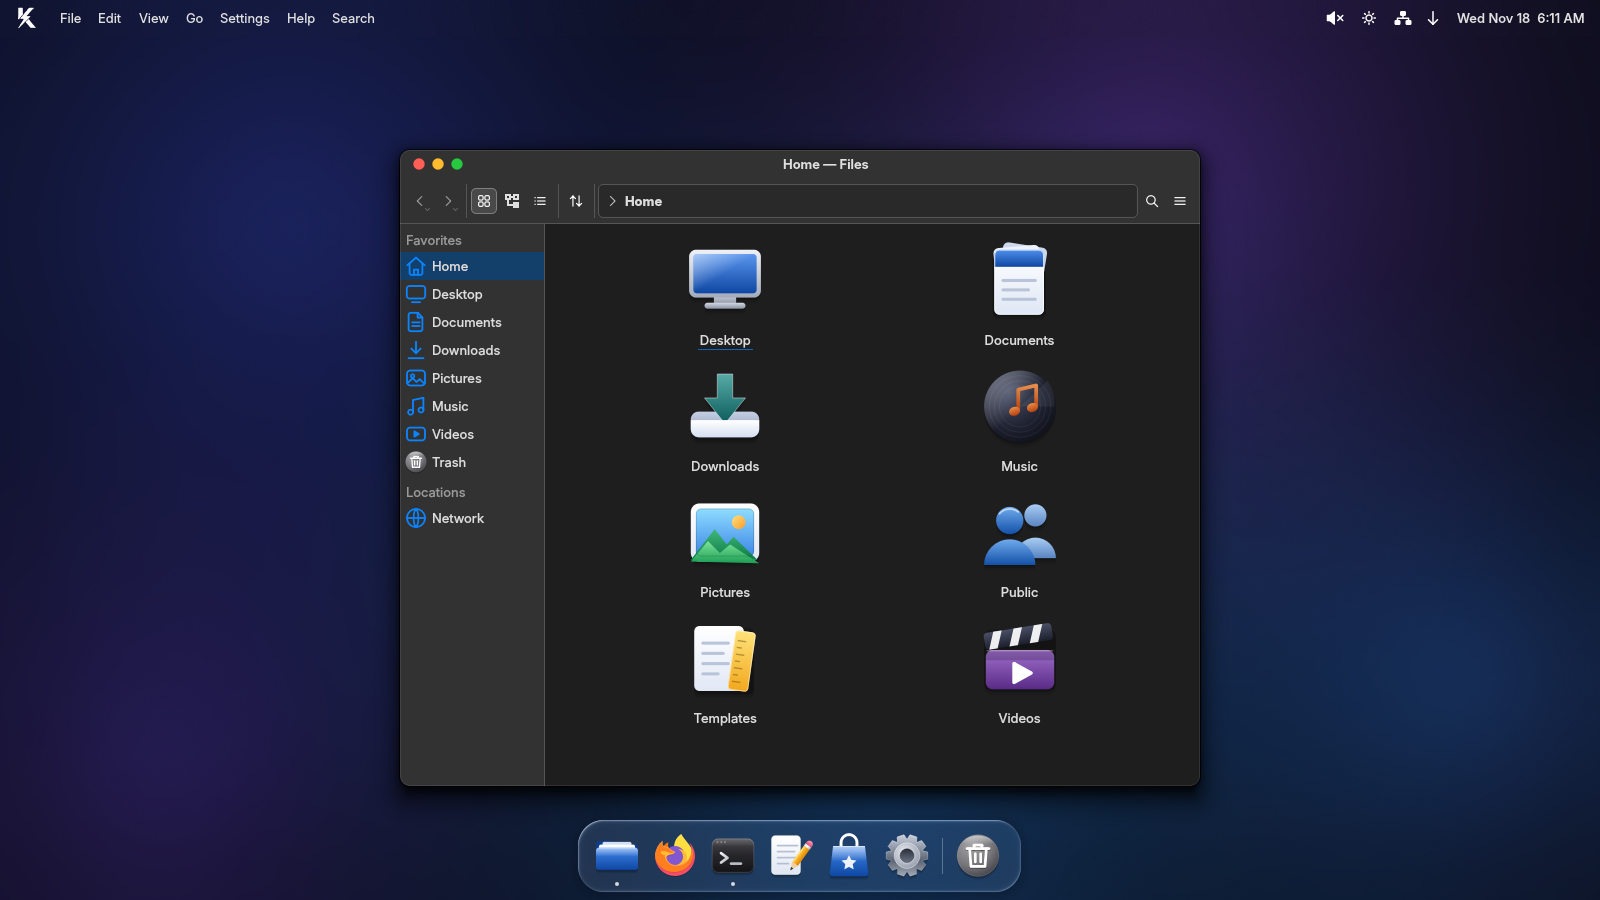 File Edit View Go Settings Help Search
Wed Nov 18 6:11 AM
Home — Files
Home
Favorites
Home
Desktop
Documents
Downloads
Pictures
Music
Videos
Trash
Locations
Network
Desktop
Documents
Downloads
Music
Pictures
Public
Templates
Videos